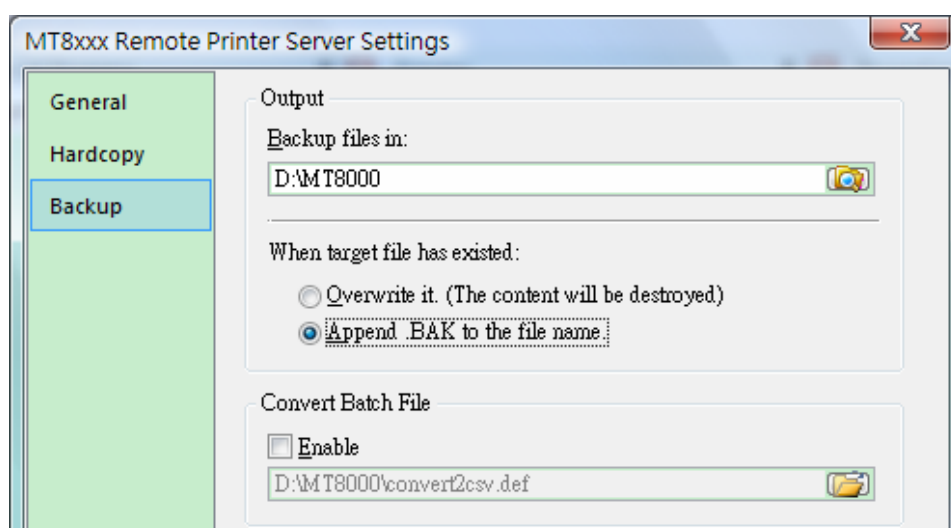 MT8xxx Remote Printer Server Settings
General
Hardcopy
Backup
Output
Backup files in:
D:\MT8000
When target file has existed:
Overwrite it. (The content will be destroyed)
Append .BAK to the file name.
Convert Batch File
Enable
D:\MT8000\convert2csv.def